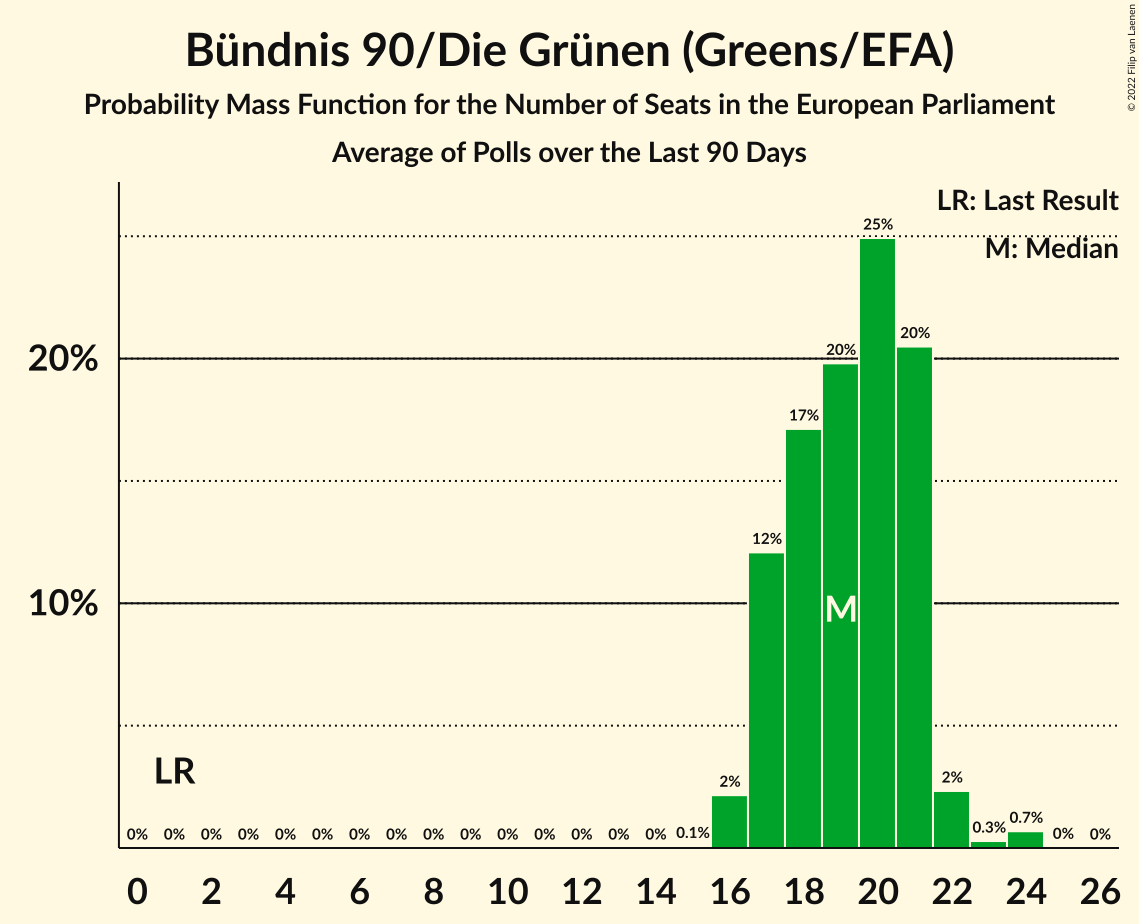 Bündnis 90/Die Grünen (Greens/EFA)
Probability Mass Function for the Number of Seats in the European Parliament
Average of Polls over the Last 90 Days
© 2022 Filip van Laenen
LR: Last Result
M: Median
25%
20%
20%
20%
17%
12%
10%
M
LR
2%
2%
0.7%
0.3%
0% 0% 0% 0% 0% 0% 0% 0% 0% 0% 0% 0% 0% 0% 0% 0.1% 0% 0%
0 2 4 6 8 10 12 14 16 18 20 22 24 26